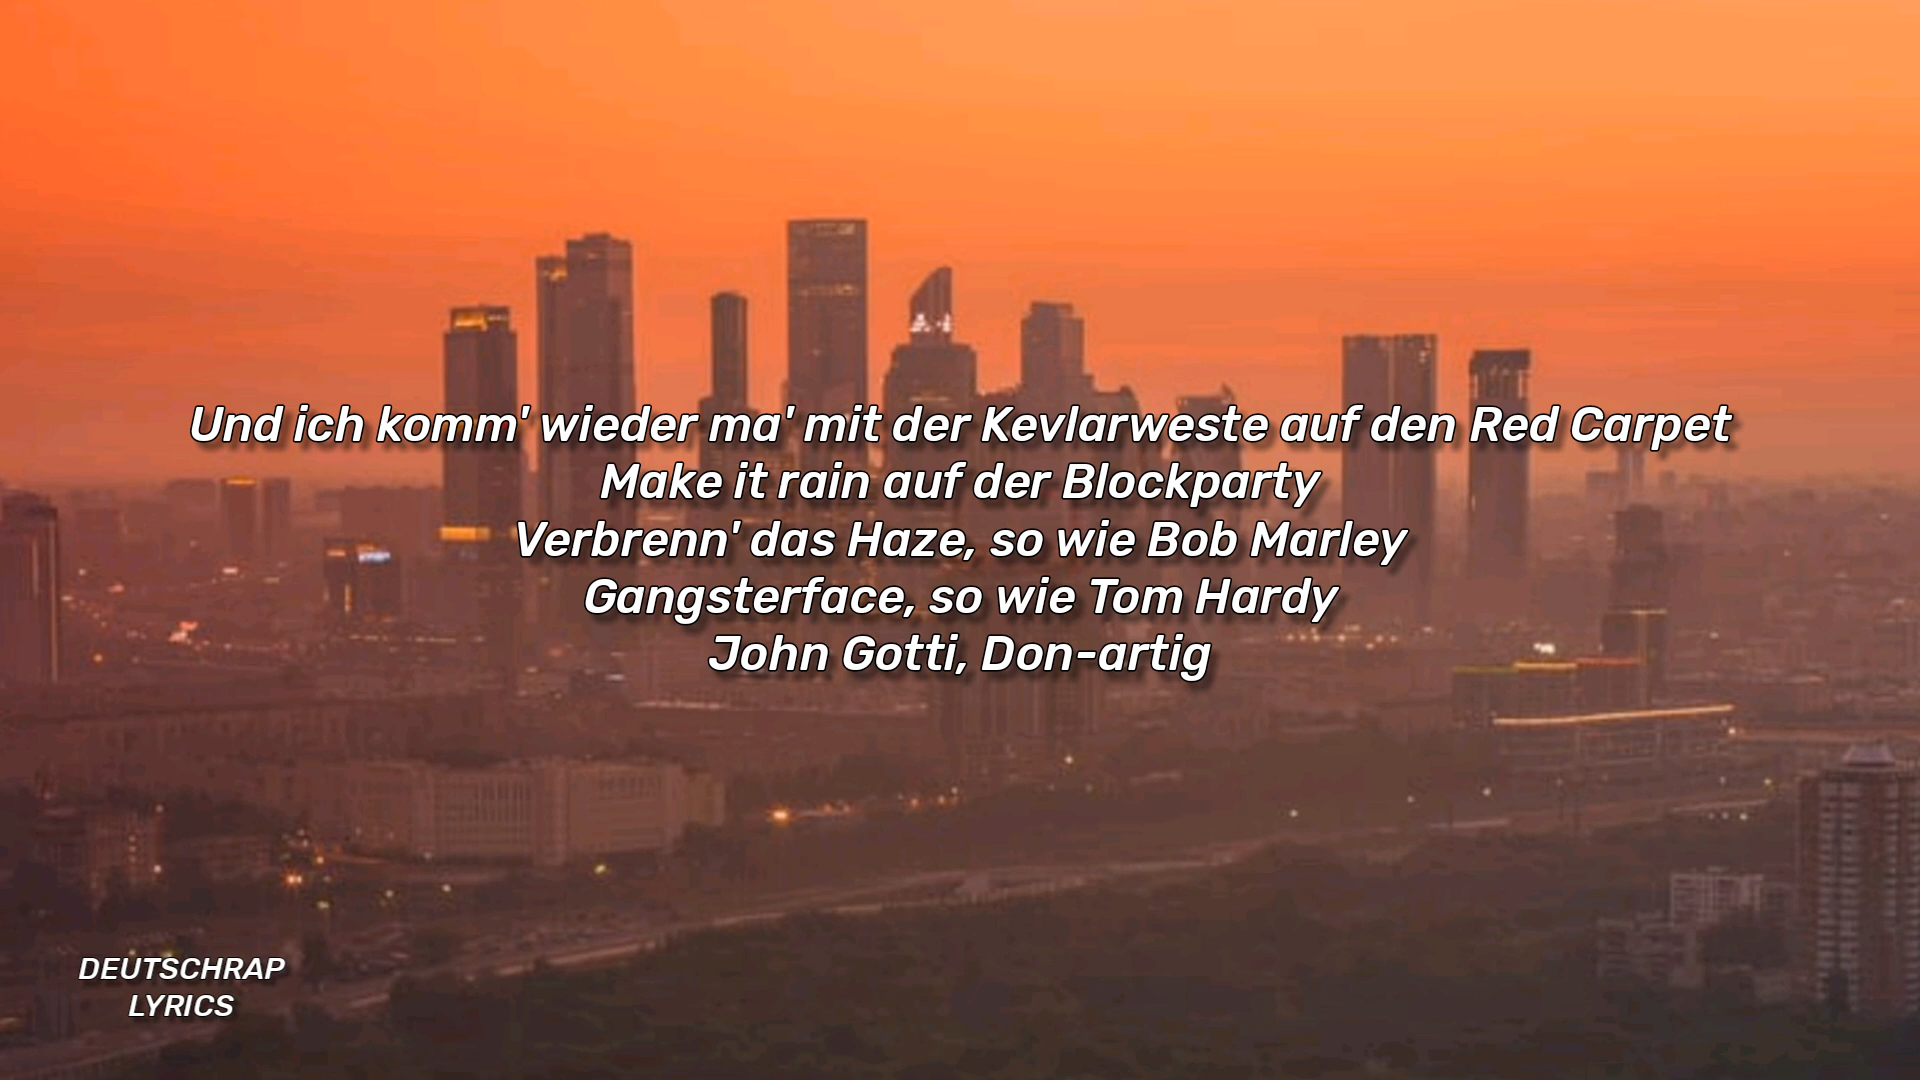 Und ich komm' wieder ma' mit der Kevlarweste auf den Red Carpet
Make it rain auf der Blockparty
Verbrenn' das Haze, so wie Bob Marley
Gangsterface, so wie Tom Hardy
John Gotti, Don-artig
DEUTSCHRAP
LYRICS